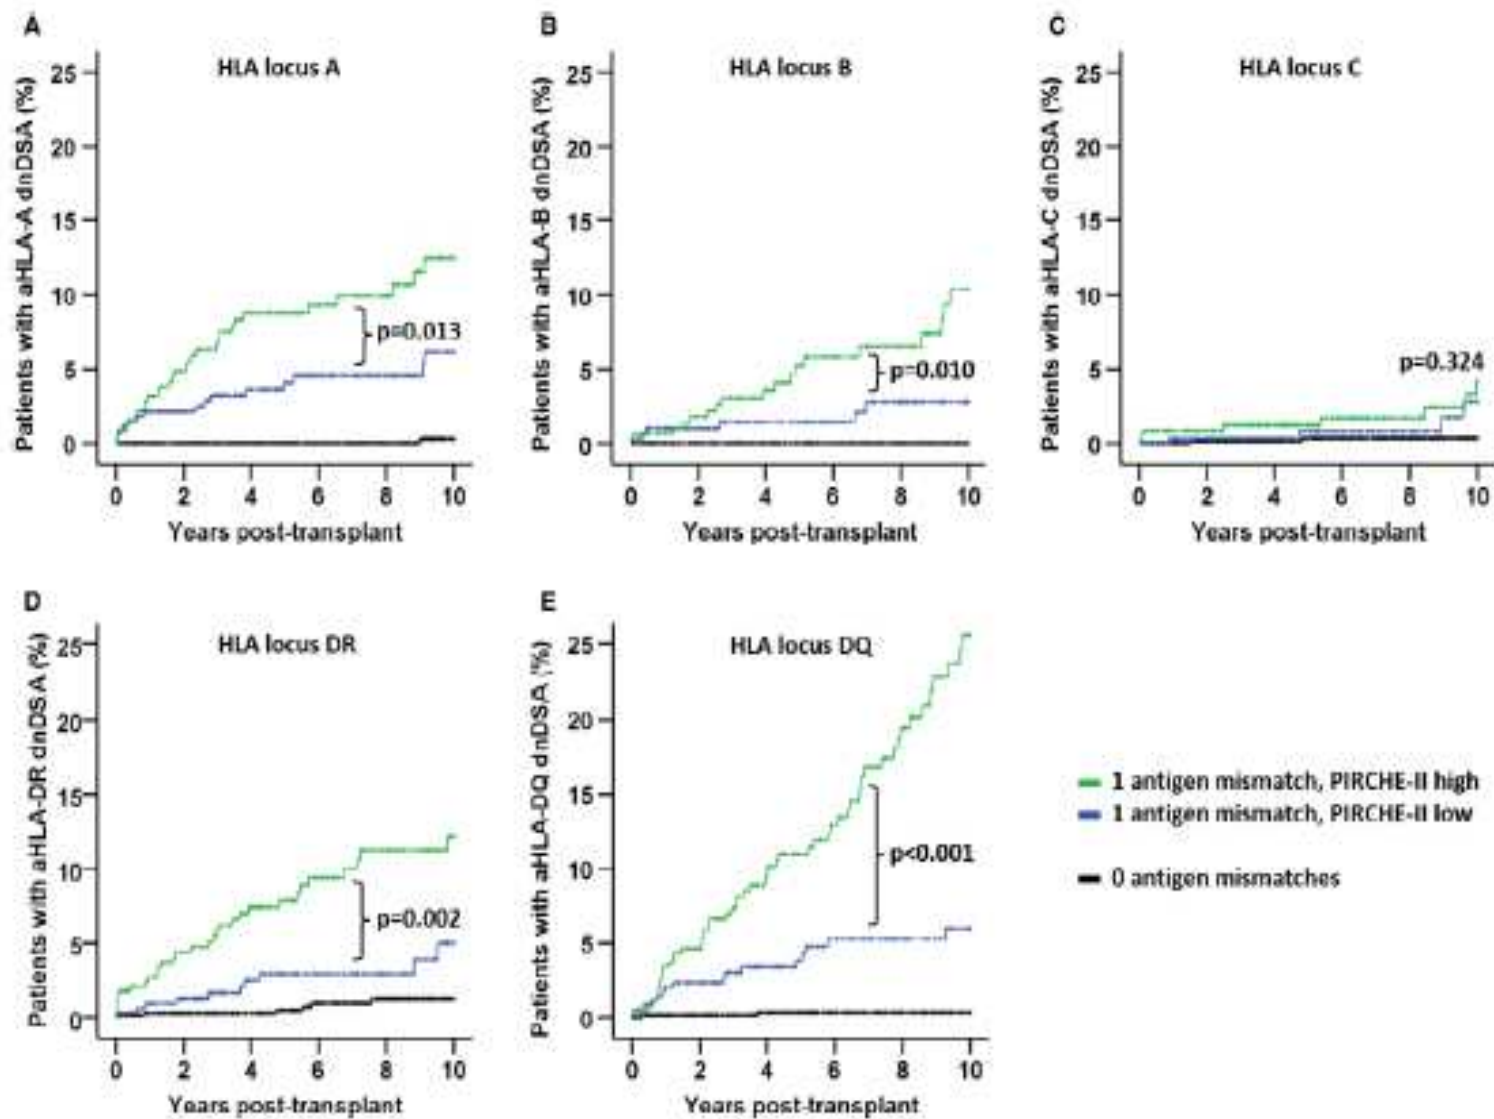 A
HLA locus A
Patients with aHLA-A dnDSA (%)
25
20
15
10
5
0
p=0.013
0 2 4 6 8 10
Years post-transplant
B
HLA locus B
Patients with aHLA-B dnDSA (%)
25
20
15
10
5
0
p=0.010
0 2 4 6 8 10
Years post-transplant
C
HLA locus C
Patients with aHLA-C dnDSA (%)
25
20
15
10
5
0
p=0.324
0 2 4 6 8 10
Years post-transplant
D
HLA locus DR
Patients with aHLA-DR dnDSA (%)
25
20
15
10
5
0
p=0.002
0 2 4 6 8 10
Years post-transplant
E
HLA locus DQ
Patients with aHLA-DQ dnDSA (%)
25
20
15
10
5
0
p<0.001
0 2 4 6 8 10
Years post-transplant
1 antigen mismatch, PIRCHE-II high
1 antigen mismatch, PIRCHE-II low
0 antigen mismatches